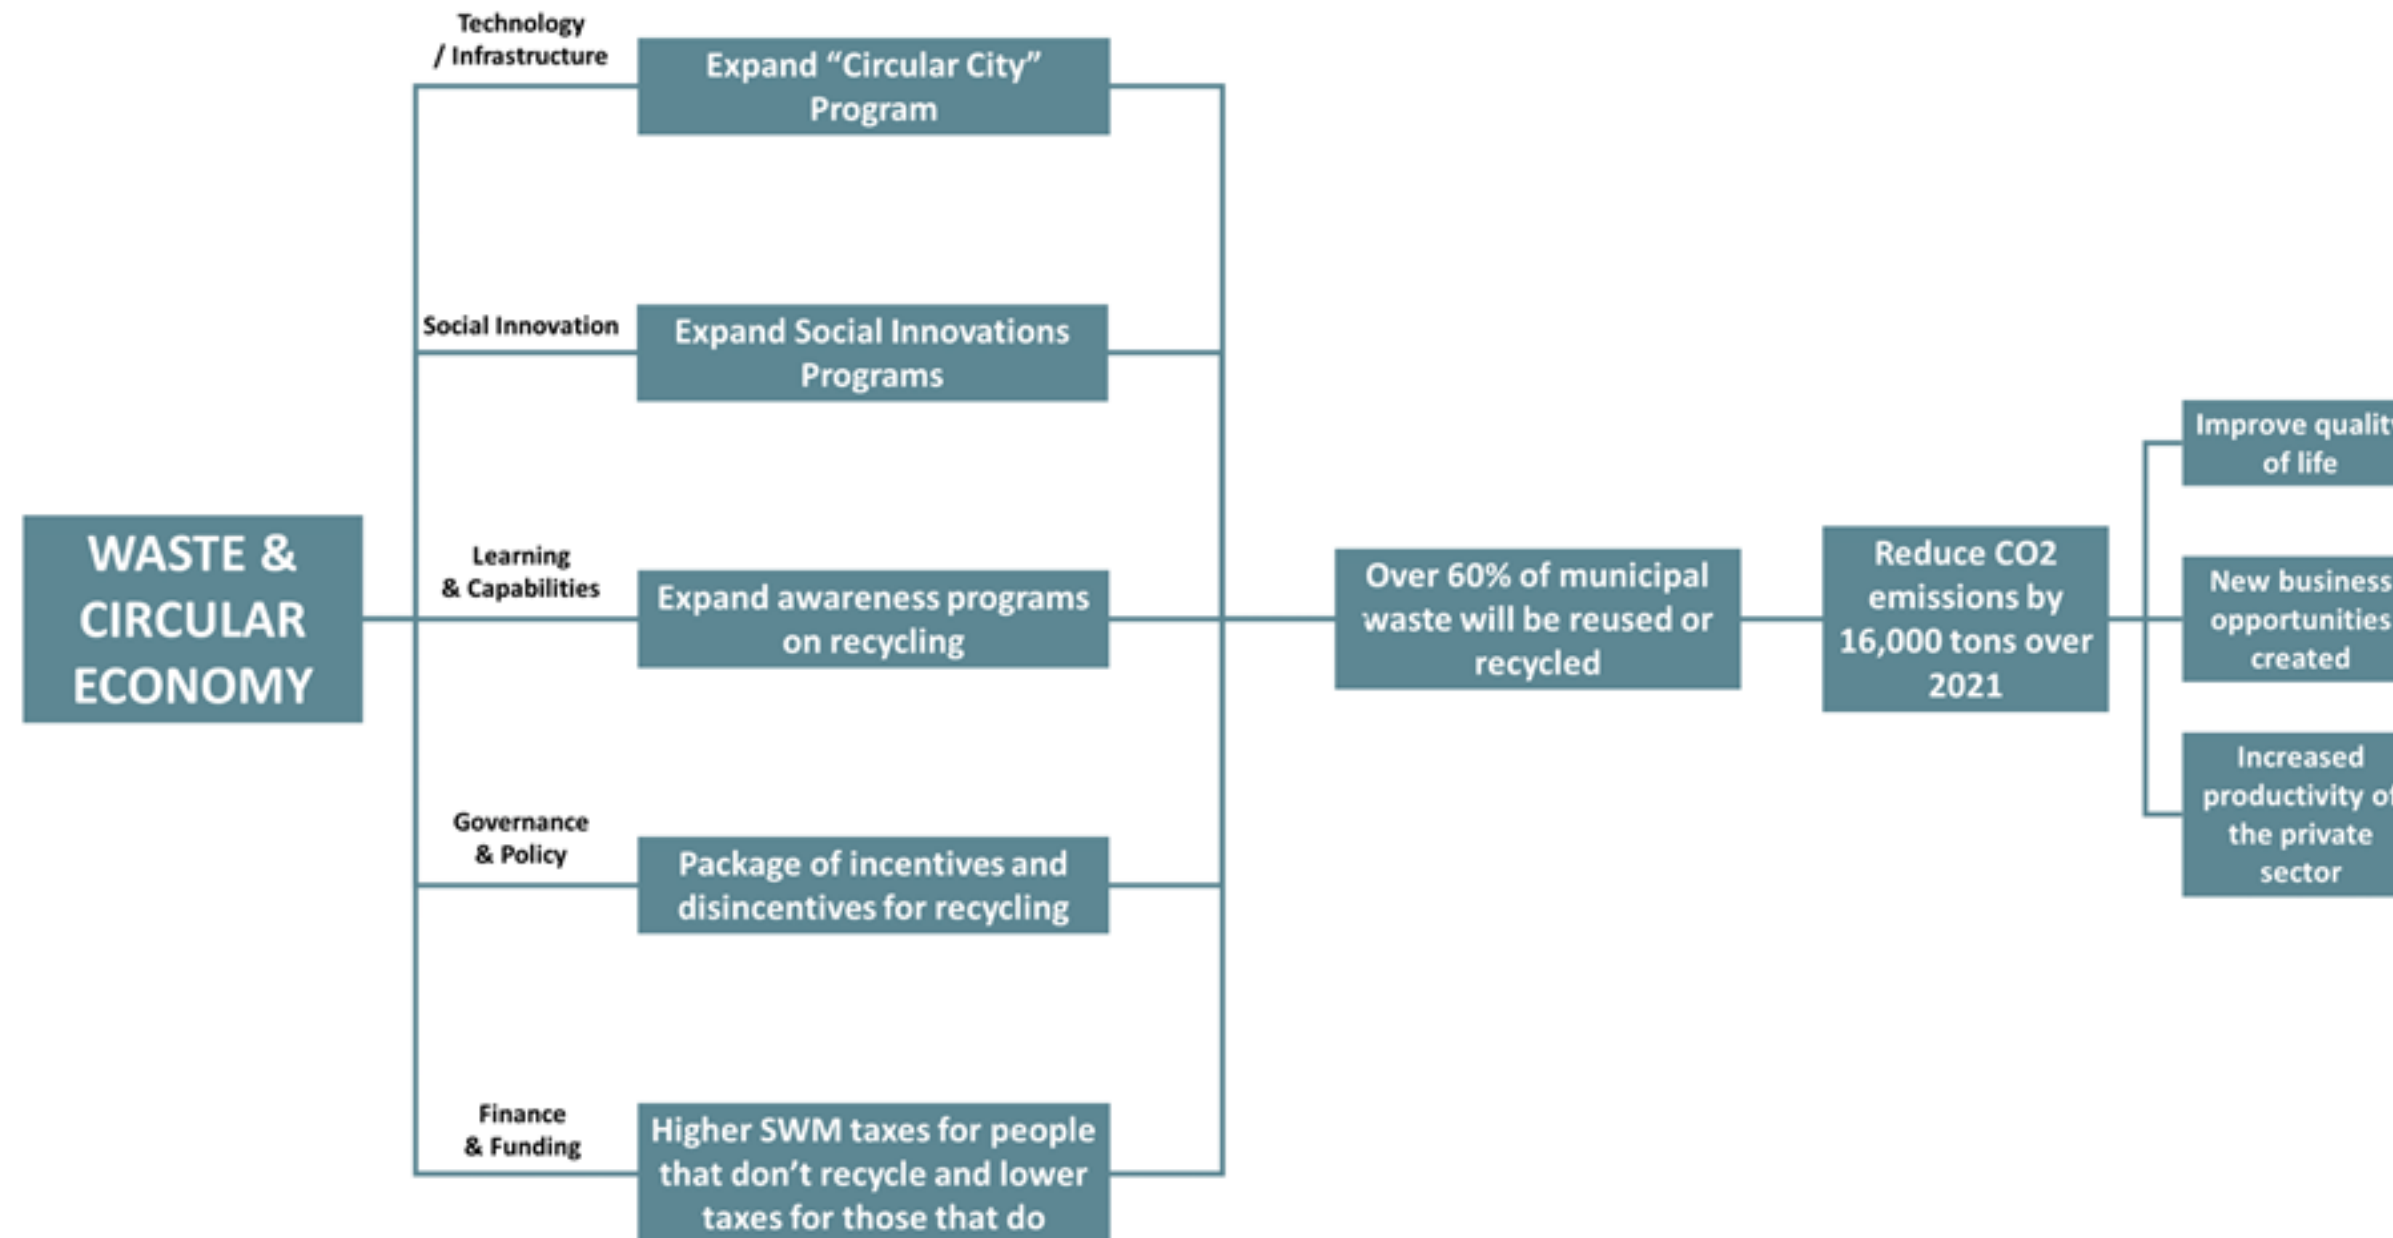 Technology
/ Infrastructure
Expand “Circular City”
Program
Social Innovation
Expand Social Innovations
Programs
WASTE &
CIRCULAR
ECONOMY
Learning
& Capabilities
Expand awareness programs
on recycling
Governance
& Policy
Package of incentives and
disincentives for recycling
Finance
& Funding
Higher SWM taxes for people
that don’t recycle and lower
taxes for those that do
Over 60% of municipal
waste will be reused or
recycled
Reduce CO2
emissions by
16,000 tons over
2021
Improve quality
of life
New business
opportunities
created
Increased
productivity of
the private
sector